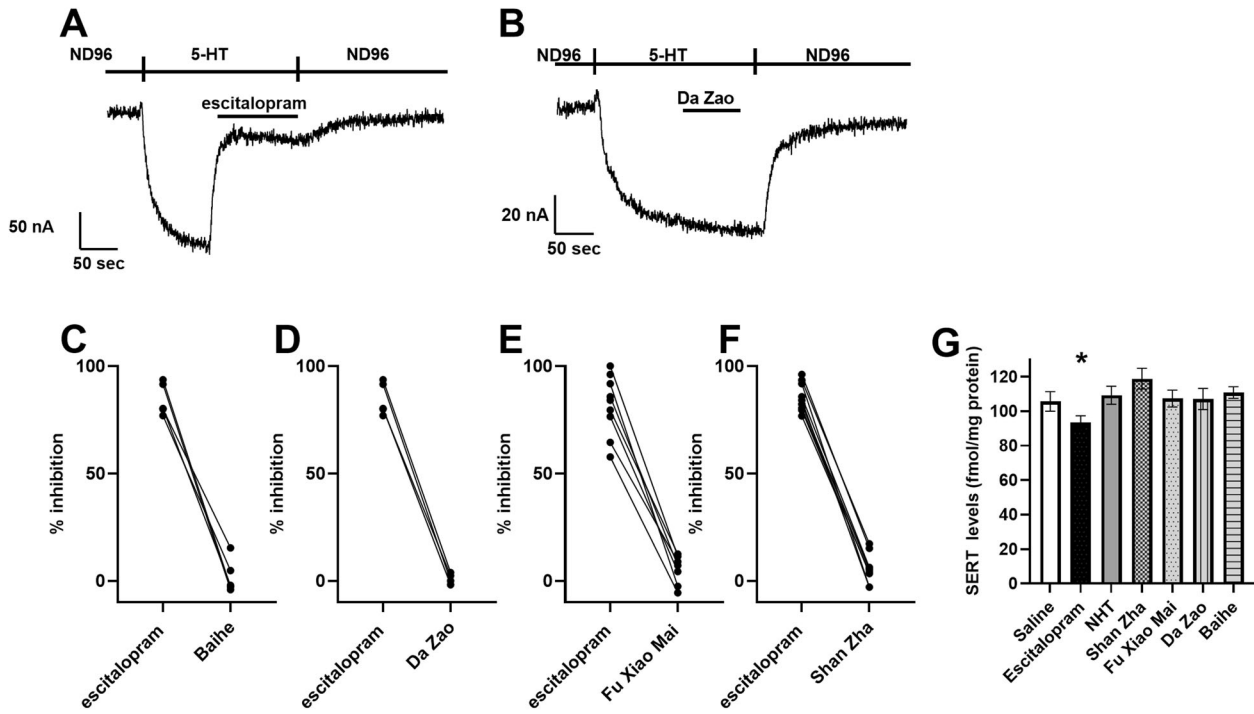 A
ND96 5-HT ND96
escitalopram
50 nA
50 sec
B
ND96 5-HT ND96
Da Zao
20 nA
50 sec
C
% inhibition
100
50
0
escitalopram
Baihe
D
% inhibition
100
50
0
escitalopram
Da Zao
E
% inhibition
100
50
0
escitalopram
Fu Xiao Mai
F
% inhibition
100
50
0
escitalopram
Shan Zha
G
SERT levels (fmol/mg protein)
120
100
80
60
40
20
0
*
Saline
Escitalopram
NHT
Shan Zha
Fu Xiao Mai
Da Zao
Baihe